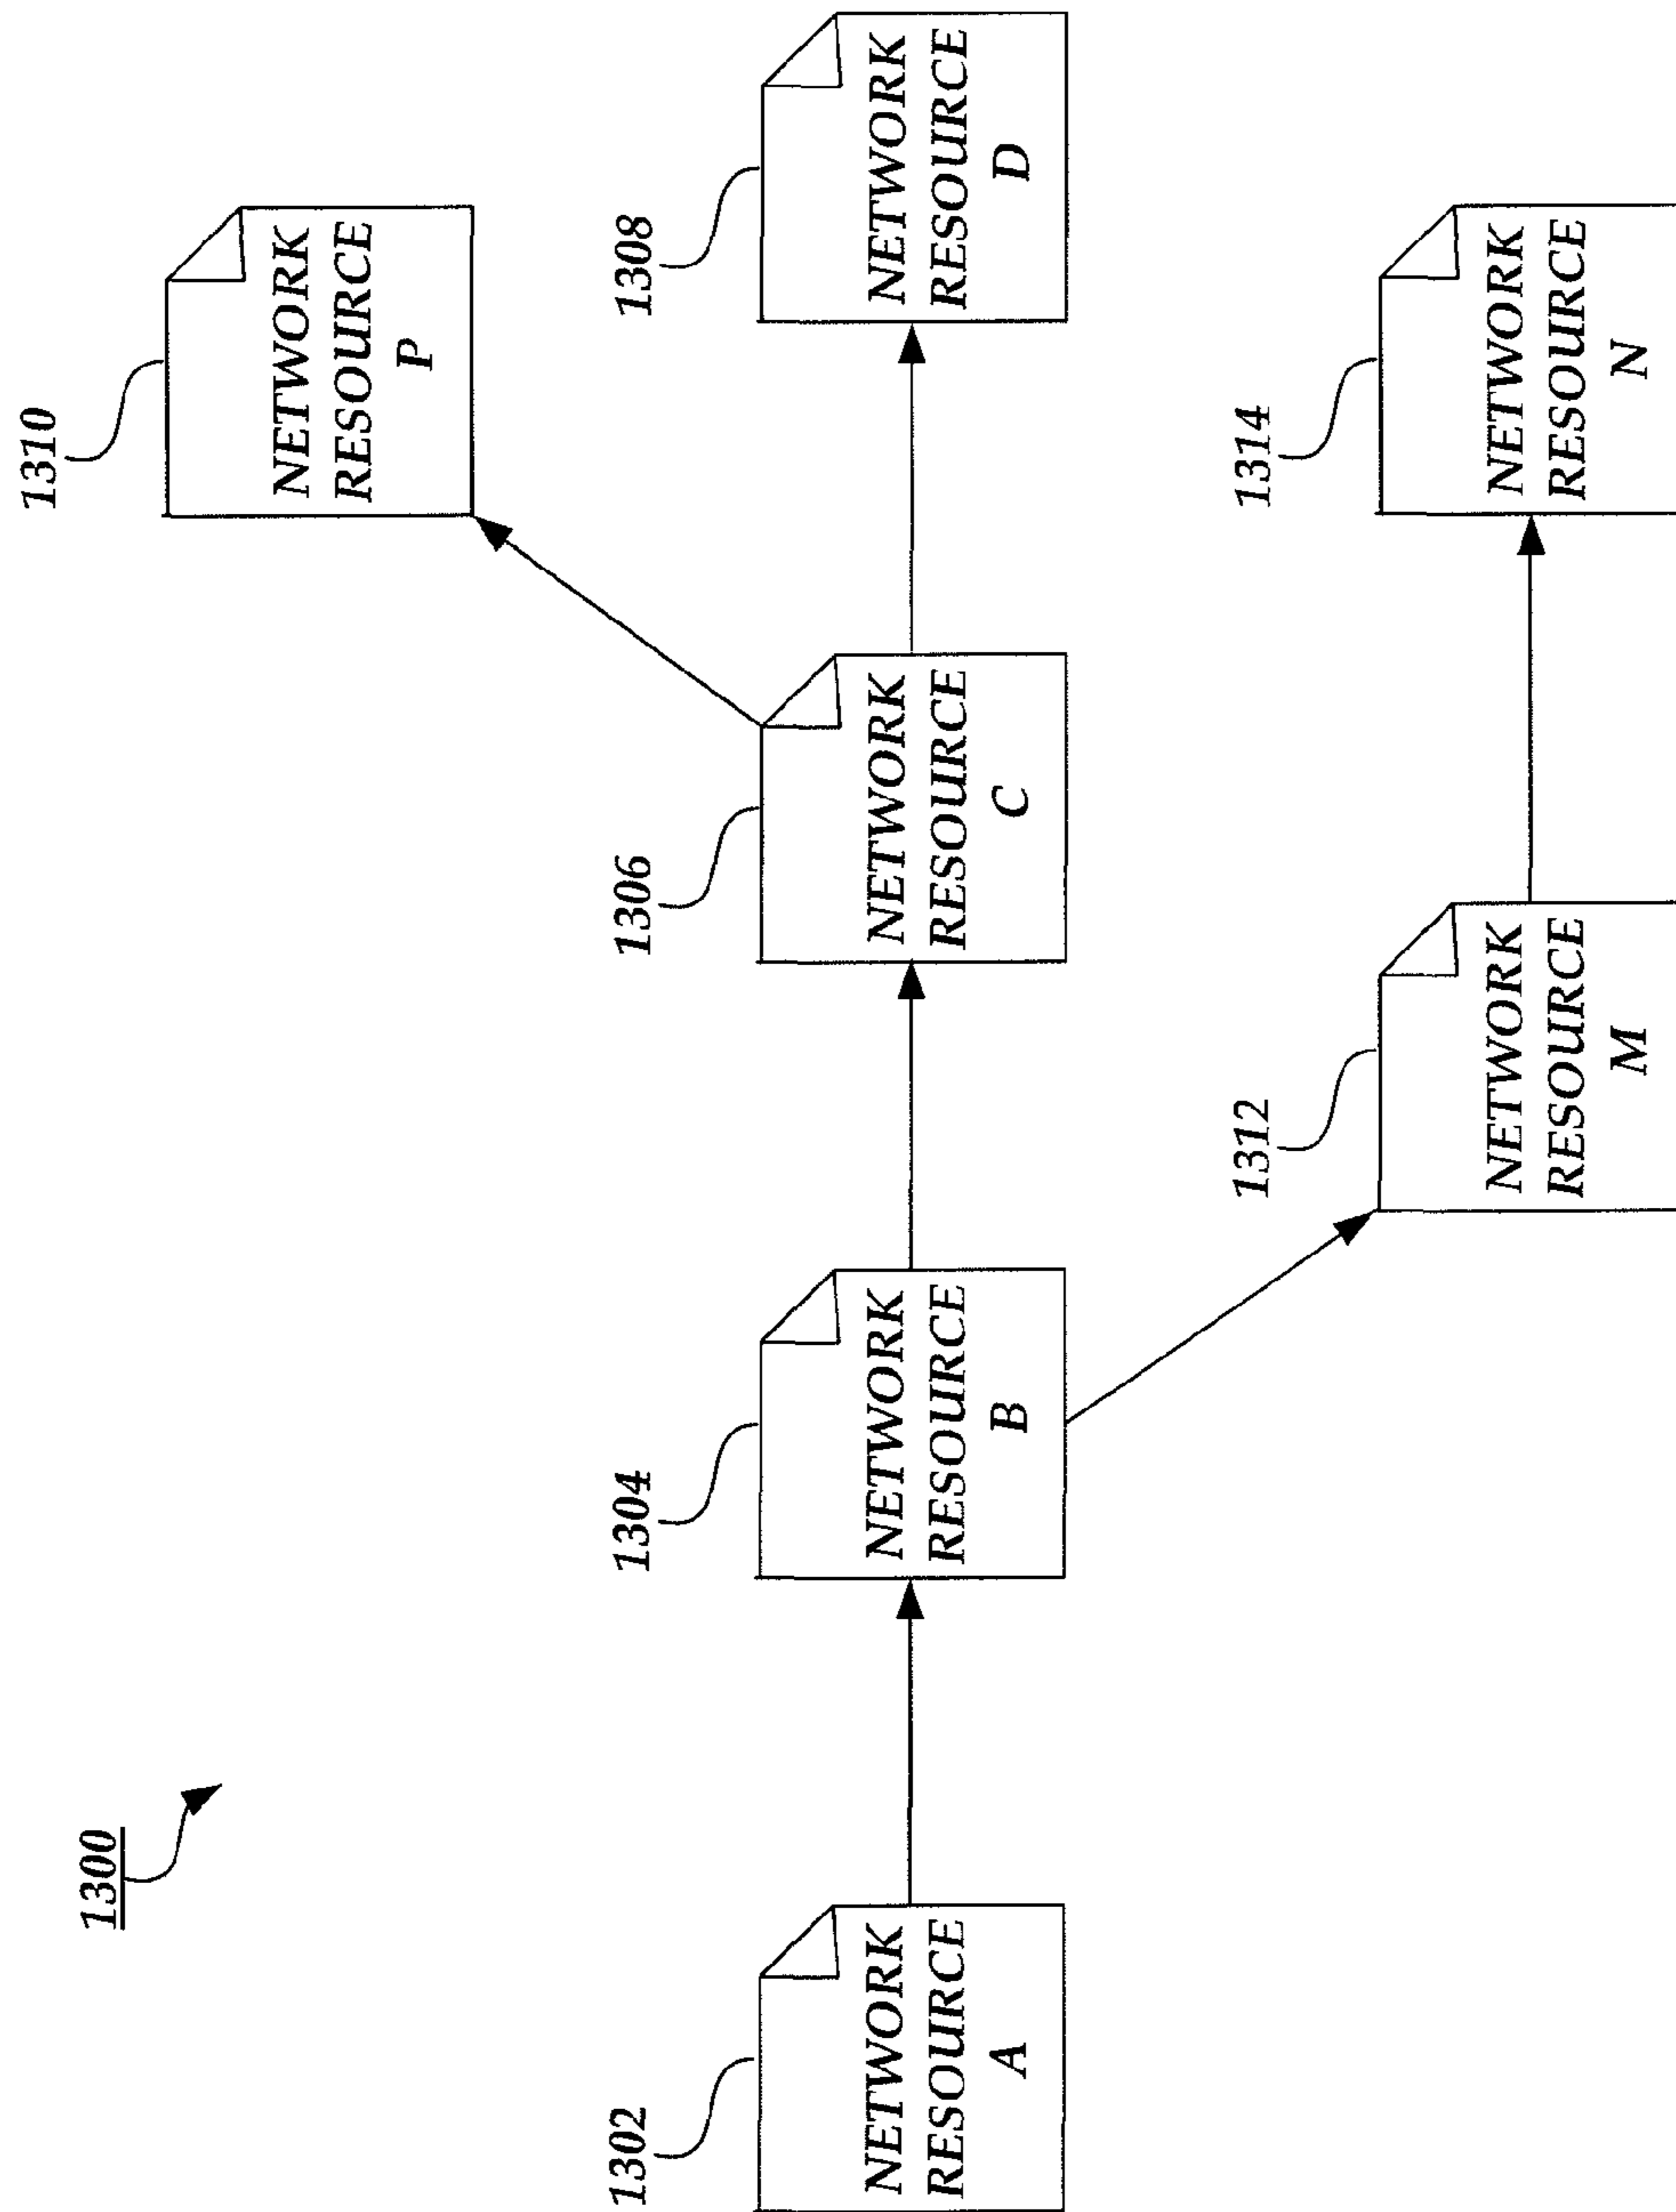 1300
1310
NETWORK
RESOURCE
P
1302
NETWORK
RESOURCE
A
1304
NETWORK
RESOURCE
B
1306
NETWORK
RESOURCE
C
1308
NETWORK
RESOURCE
D
1312
NETWORK
RESOURCE
M
1314
NETWORK
RESOURCE
N